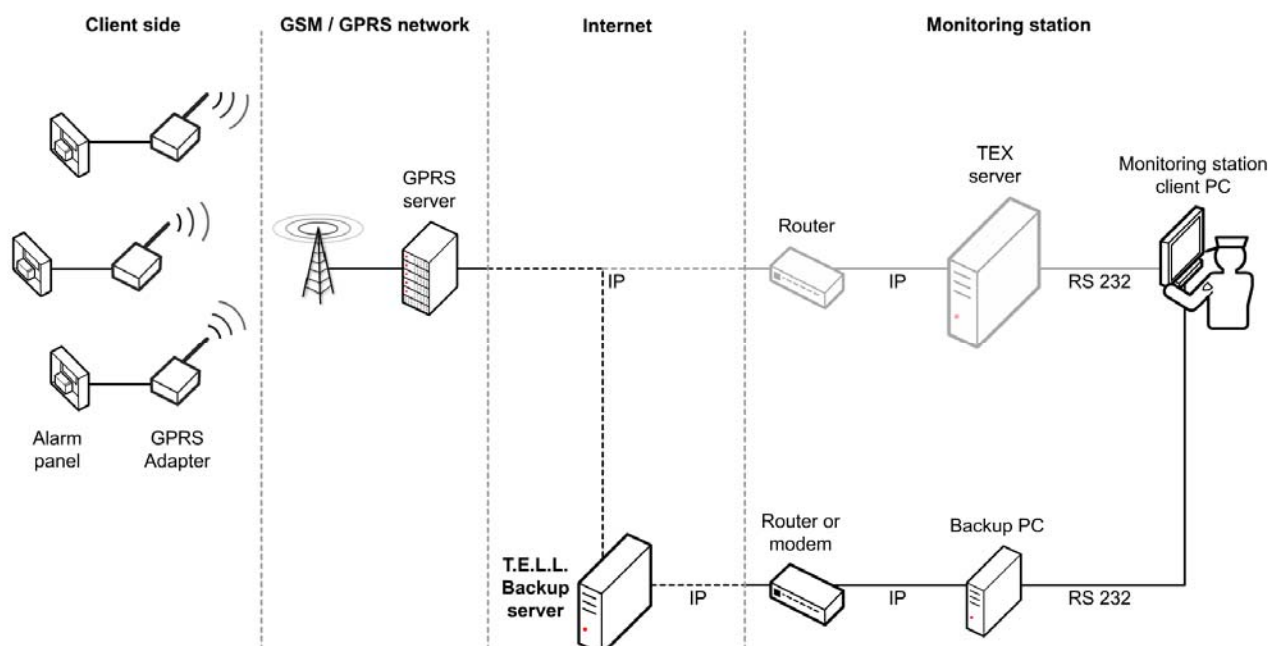 Client side
GSM / GPRS network
Internet
Monitoring station
TEX
server
Monitoring station
client PC
GPRS
server
Router
IP
IP
RS 232
Alarm
panel
GPRS
Adapter
Router or
modem
Backup PC
T.E.L.L.
Backup
server
IP
IP
RS 232